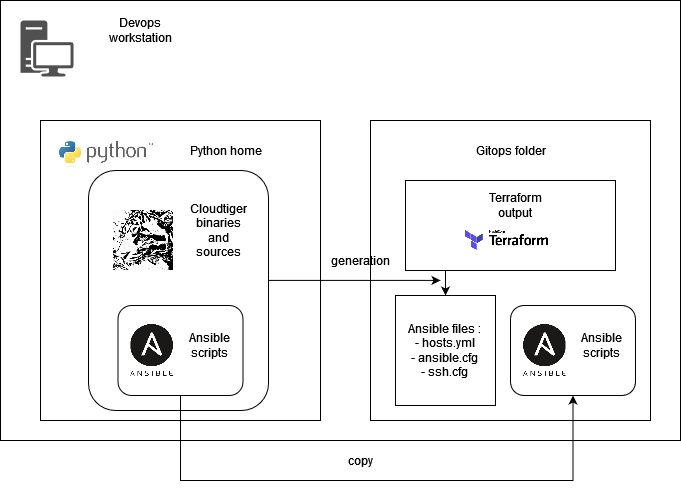 Devops
workstation
python™
Python home
Gitops folder
Cloudtiger
binaries
and
sources
Terraform
output
HashiCorp
Terraform
generation
Ansible files :
- hosts.yml
- ansible.cfg
- ssh.cfg
ANSIBLE
Ansible
scripts
ANSIBLE
Ansible
scripts
copy